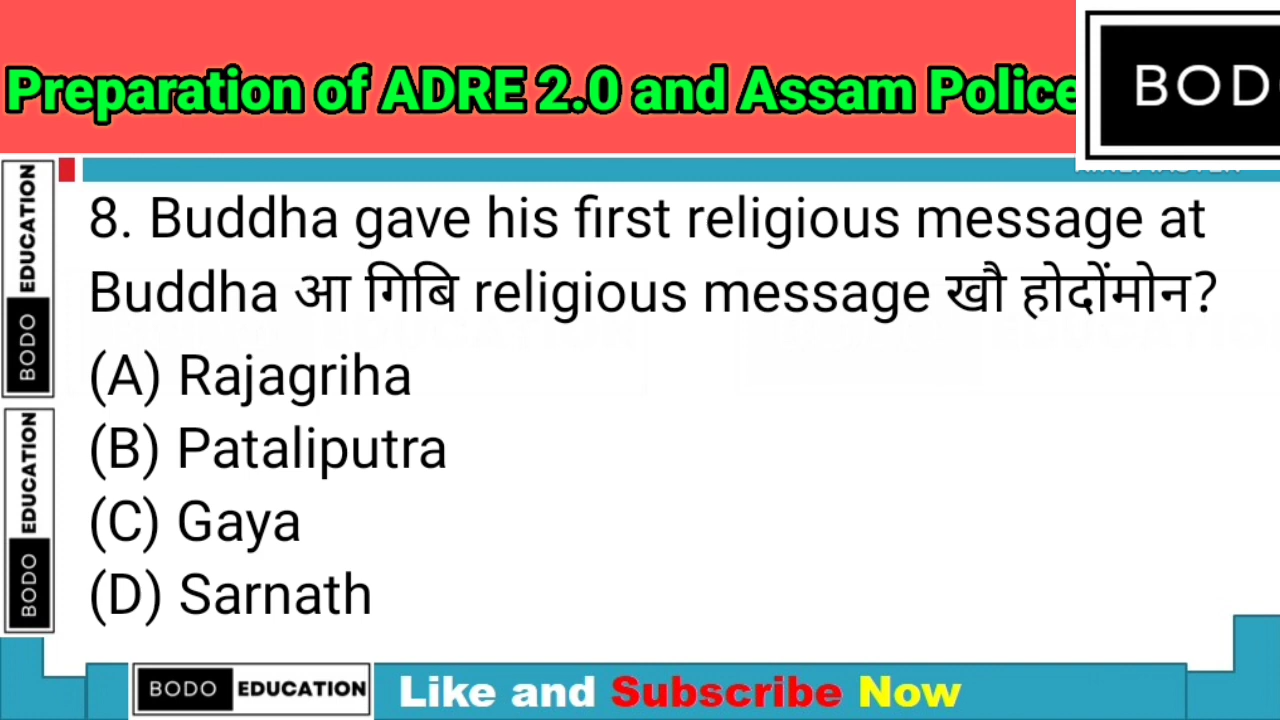 Preparation of ADRE 2.0 and Assam Police
BOD
8. Buddha gave his first religious message at
Buddha आ गिबि religious message खौ होदोंमोन?
(A) Rajagriha
(B) Pataliputra
(C) Gaya
(D) Sarnath
BODO EDUCATION
BODO EDUCATION
BODO EDUCATION
Like and Subscribe Now